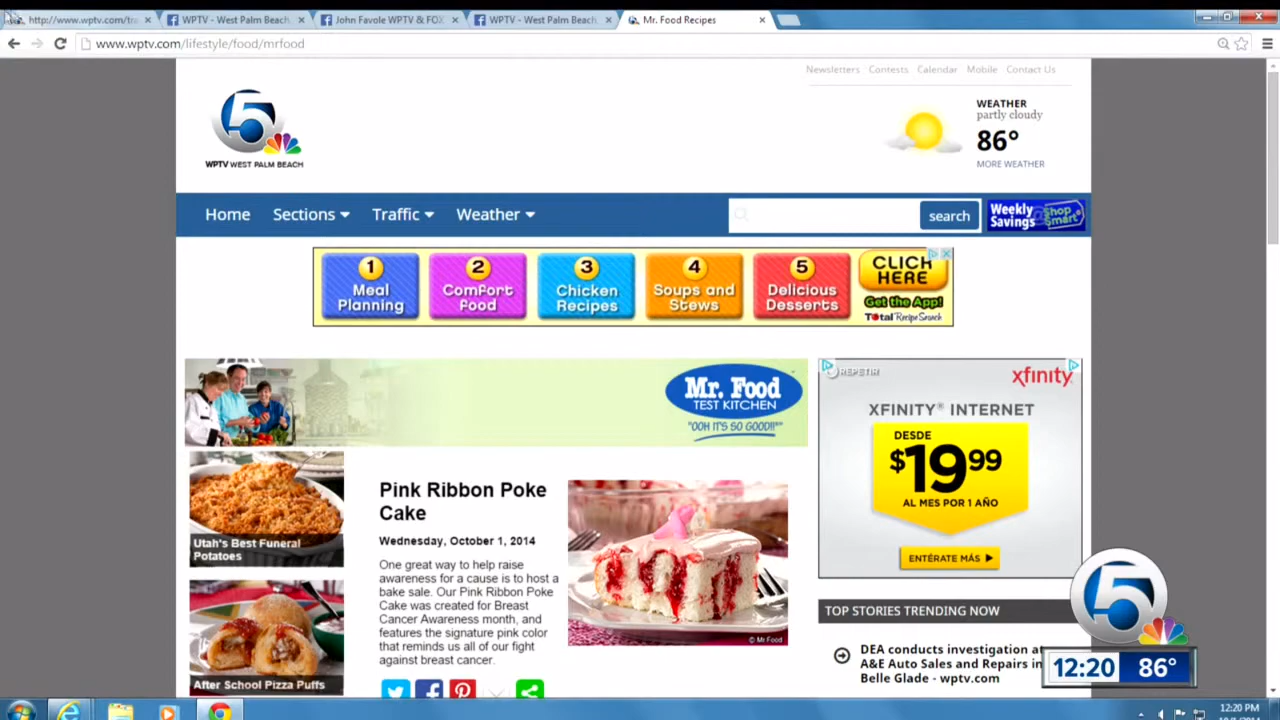 http://www.wptv.com/tra
WPTV - West Palm Beach
John Favole WPTV & FOX
WPTV - West Palm Beach
Mr. Food Recipes
www.wptv.com/lifestyle/food/mrfood
Newsletters Contests Calendar Mobile Contact Us
5
WPTV WEST PALM BEACH
WEATHER
partly cloudy
86°
MORE WEATHER
Home Sections Traffic Weather
search
Weekly
Savings
Shop
Smart
1
Meal
Planning
2
Comfort
Food
3
Chicken
Recipes
4
Soups and
Stews
5
Delicious
Desserts
CLICK
HERE
Get the App!
Total Recipe Search
Mr. Food
TEST KITCHEN
"OOH IT'S SO GOOD!!"
Utah's Best Funeral
Potatoes
After School Pizza Puffs
Pink Ribbon Poke
Cake
Wednesday, October 1, 2014
One great way to help raise
awareness for a cause is to host a
bake sale. Our Pink Ribbon Poke
Cake was created for Breast
Cancer Awareness month, and
features the signature pink color
that reminds us all of our fight
against breast cancer.
© Mr Food
REPETIR
xfinity
XFINITY® INTERNET
DESDE
$19.99
AL MES POR 1 AÑO
ENTÉRATE MÁS
TOP STORIES TRENDING NOW
DEA conducts investigation at
A&E Auto Sales and Repairs in
Belle Glade - wptv.com
5
12:20 86°
12:20 PM